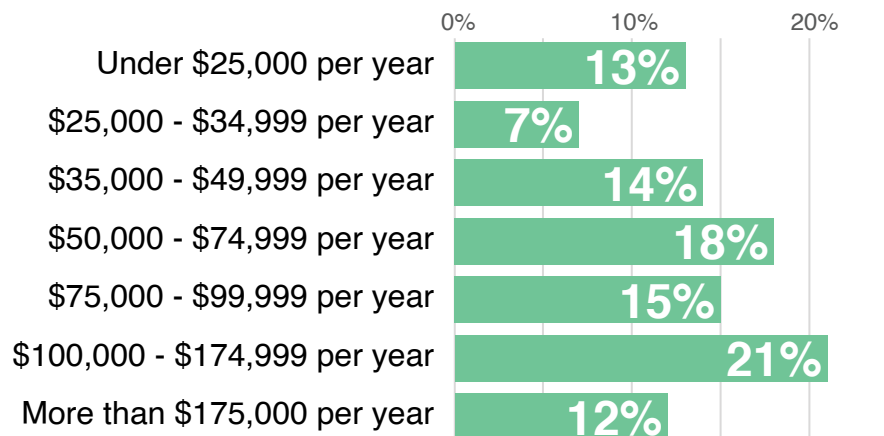 0% 10% 20%
Under $25,000 per year 13%
$25,000 - $34,999 per year 7%
$35,000 - $49,999 per year 14%
$50,000 - $74,999 per year 18%
$75,000 - $99,999 per year 15%
$100,000 - $174,999 per year 21%
More than $175,000 per year 12%